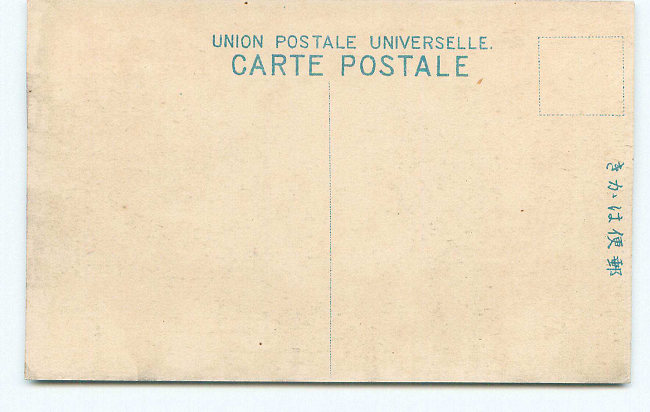 UNION POSTALE UNIVERSELLE.
CARTE POSTALE
郵便はかき